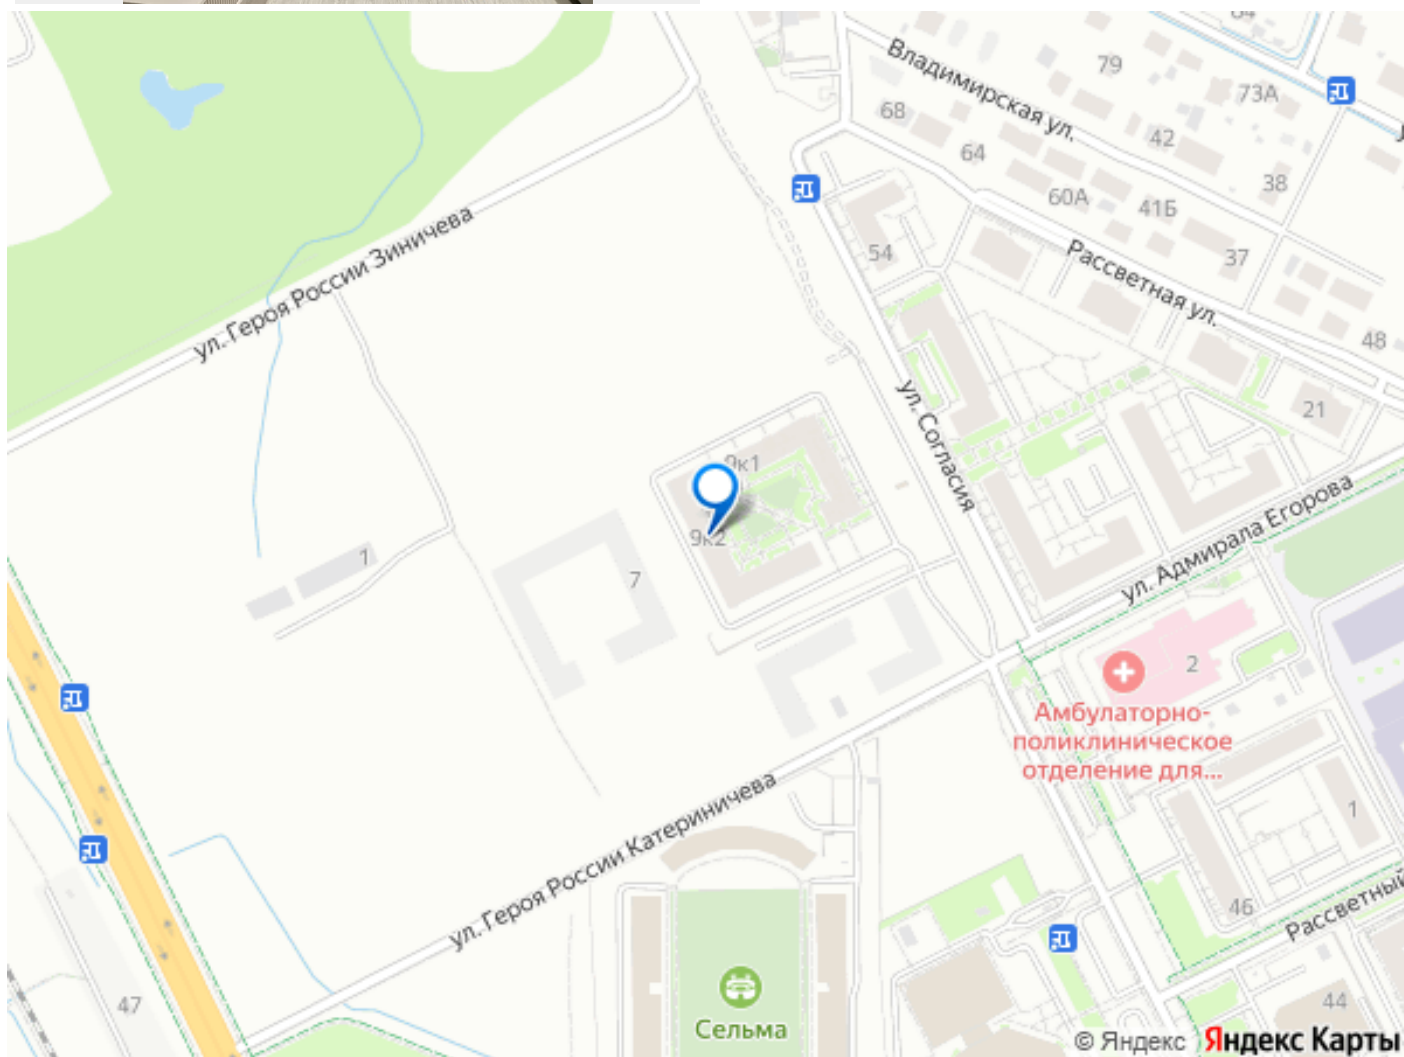 Владимирская ул.
79
73А
68
42
64
38
60А
41Б
54
37
Рассветная ул.
ул. Героя России Зиничева
48
ул. Согласия
21
9к1
ул. Адмирала Егорова
9к2
1
7
2
Амбулаторно-
поликлиническое
отделение для...
ул. Героя России Катериничева
1
46
Рассветный
47
Сельма
44
© Яндекс Яндекс Карты